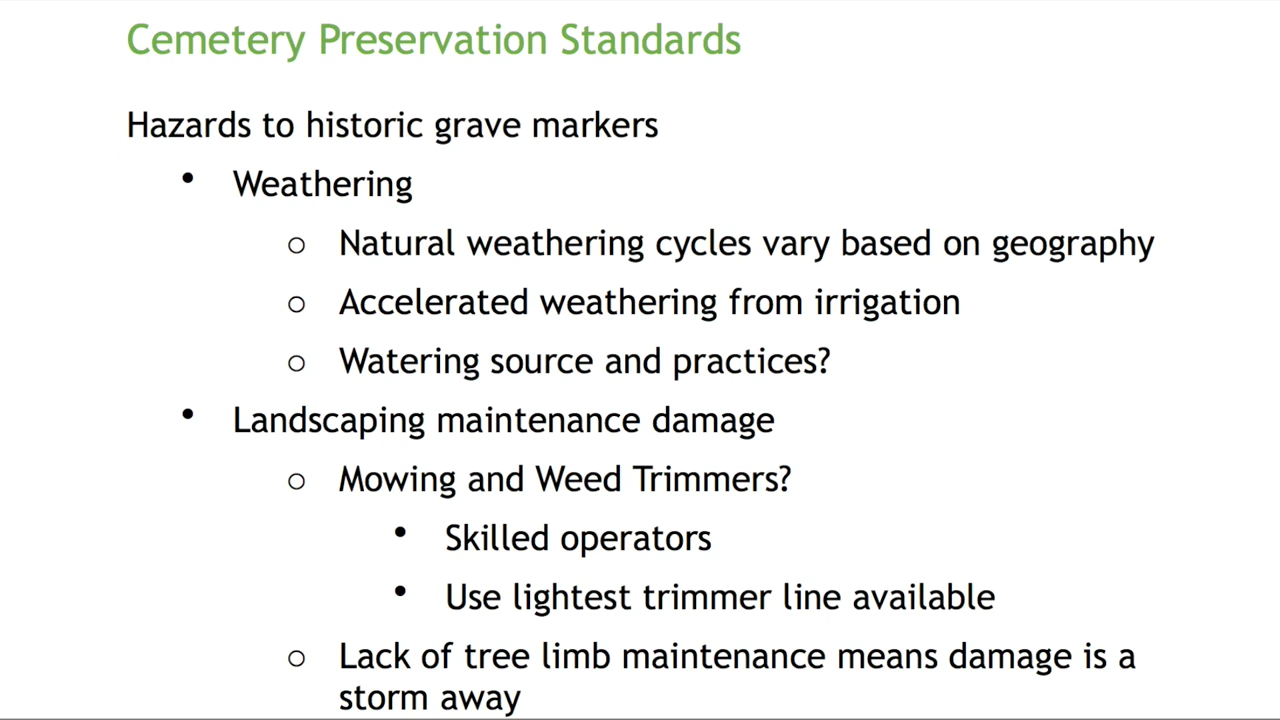 Cemetery Preservation Standards
Hazards to historic grave markers
• Weathering
○ Natural weathering cycles vary based on geography
○ Accelerated weathering from irrigation
○ Watering source and practices?
• Landscaping maintenance damage
○ Mowing and Weed Trimmers?
• Skilled operators
• Use lightest trimmer line available
○ Lack of tree limb maintenance means damage is a
storm away